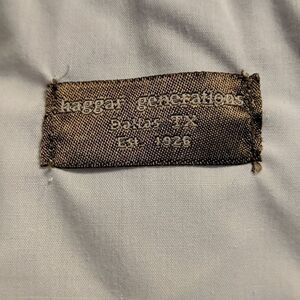 haggar generations
Dallas TX
Est. 1926